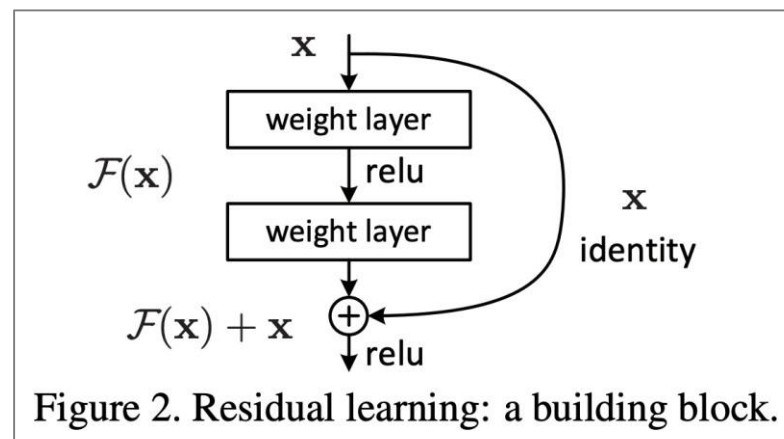 x
weight layer
relu
F(x)
weight layer
x
identity
F(x) + x
+
relu
Figure 2. Residual learning: a building block.